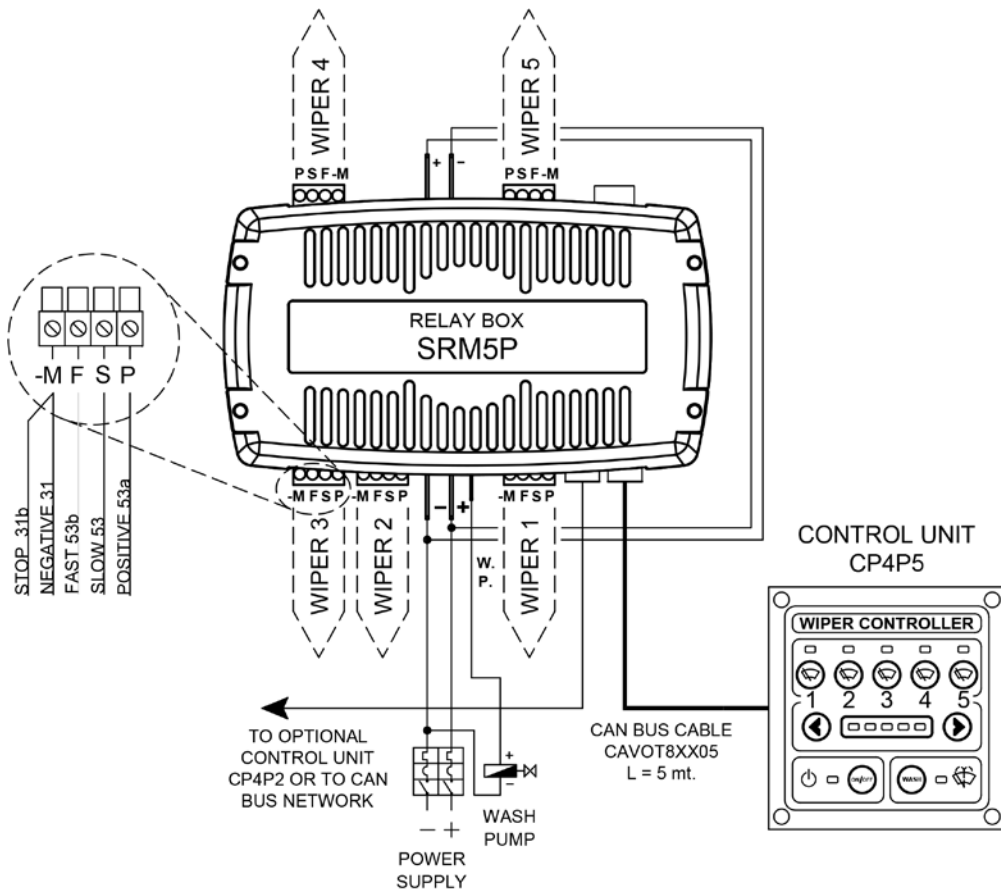 WIPER 4
WIPER 5
P S F -M
+ −
P S F -M
RELAY BOX
SRM5P
-M F S P
STOP 31b
NEGATIVE 31
FAST 53b
SLOW 53
POSITIVE 53a
-M F S P
-M F S P
− +
-M F S P
WIPER 3
WIPER 2
W.
P.
WIPER 1
CONTROL UNIT
CP4P5
WIPER CONTROLLER
1 2 3 4 5
on/OFF
WASH
TO OPTIONAL
CONTROL UNIT
CP4P2 OR TO CAN
BUS NETWORK
CAN BUS CABLE
CAVOT8XX05
L = 5 mt.
+
−
WASH
PUMP
− +
POWER
SUPPLY